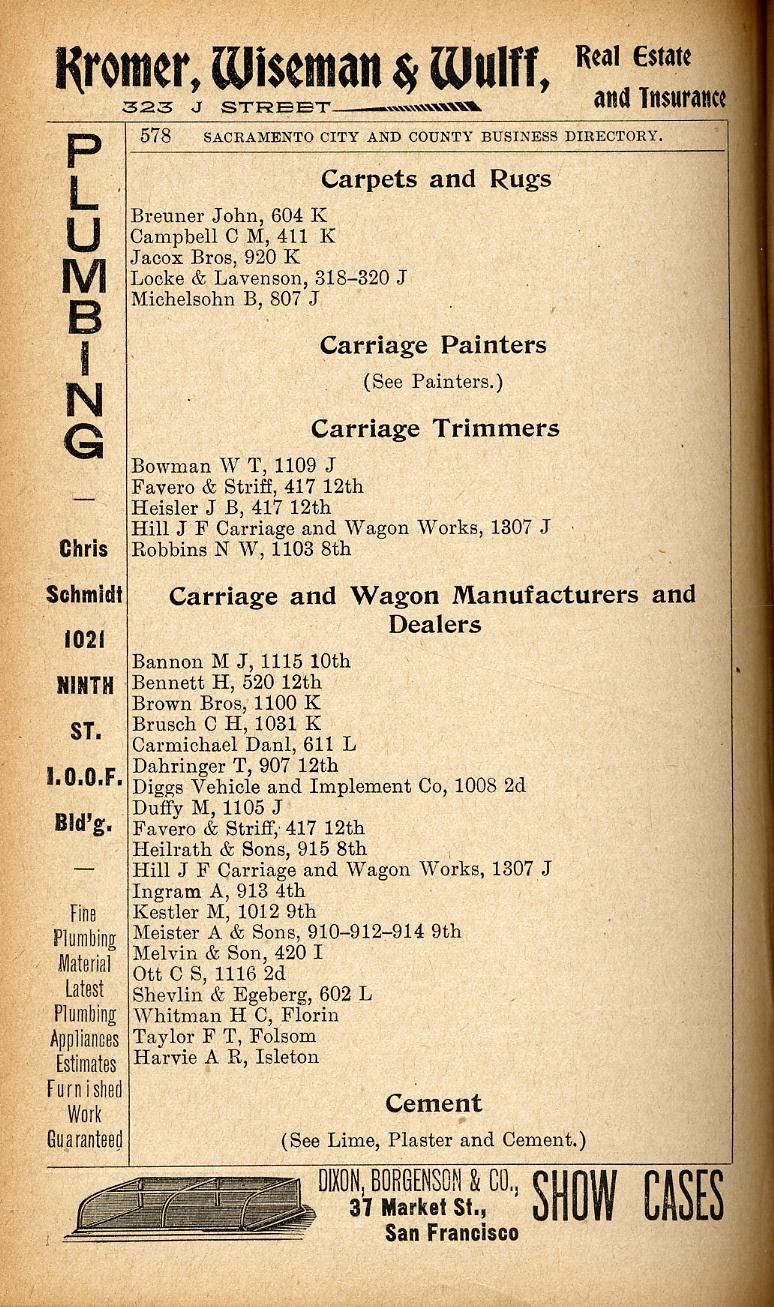 Kromer, Wiseman & Wulff, Real Estate
323 J STREET and Insurance
578 SACRAMENTO CITY AND COUNTY BUSINESS DIRECTORY.
Carpets and Rugs
Breuner John, 604 K
Campbell C M, 411 K
Jacox Bros, 920 K
Locke & Lavenson, 318–320 J
Michelsohn B, 807 J
Carriage Painters
(See Painters.)
Carriage Trimmers
Bowman W T, 1109 J
Favero & Striff, 417 12th
Heisler J B, 417 12th
Hill J F Carriage and Wagon Works, 1307 J
Robbins N W, 1103 8th
Carriage and Wagon Manufacturers and
Dealers
Bannon M J, 1115 10th
Bennett H, 520 12th
Brown Bros, 1100 K
Brusch C H, 1031 K
Carmichael Danl, 611 L
Dahringer T, 907 12th
Diggs Vehicle and Implement Co, 1008 2d
Duffy M, 1105 J
Favero & Striff, 417 12th
Heilrath & Sons, 915 8th
Hill J F Carriage and Wagon Works, 1307 J
Ingram A, 913 4th
Kestler M, 1012 9th
Meister A & Sons, 910–912–914 9th
Melvin & Son, 420 I
Ott C S, 1116 2d
Shevlin & Egeberg, 602 L
Whitman H C, Florin
Taylor F T, Folsom
Harvie A R, Isleton
Cement
(See Lime, Plaster and Cement.)
PLUMBING
—
Chris
Schmidt
1021
NINTH
ST.
I.O.O.F.
Bld'g.
—
Fine
Plumbing
Material
Latest
Plumbing
Appliances
Estimates
Furnished
Work
Guaranteed
DIXON, BORGENSON & CO., SHOW CASES
37 Market St.,
San Francisco